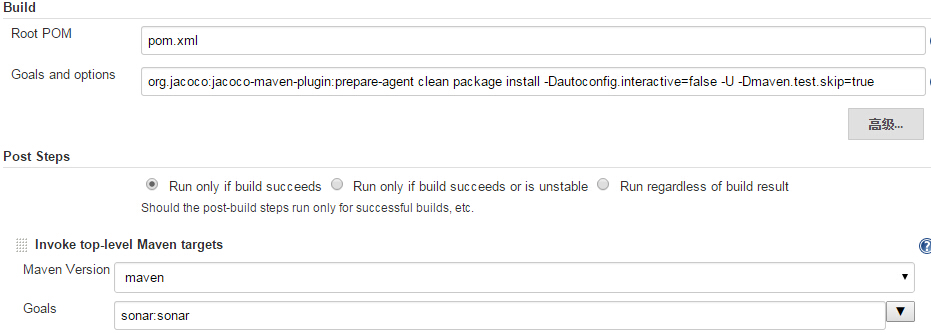 Build
Root POM
pom.xml
Goals and options
org.jacoco:jacoco-maven-plugin:prepare-agent clean package install -Dautoconfig.interactive=false -U -Dmaven.test.skip=true
高级...
Post Steps
Run only if build succeeds Run only if build succeeds or is unstable Run regardless of build result
Should the post-build steps run only for successful builds, etc.
Invoke top-level Maven targets
?
Maven Version
maven
Goals
sonar:sonar